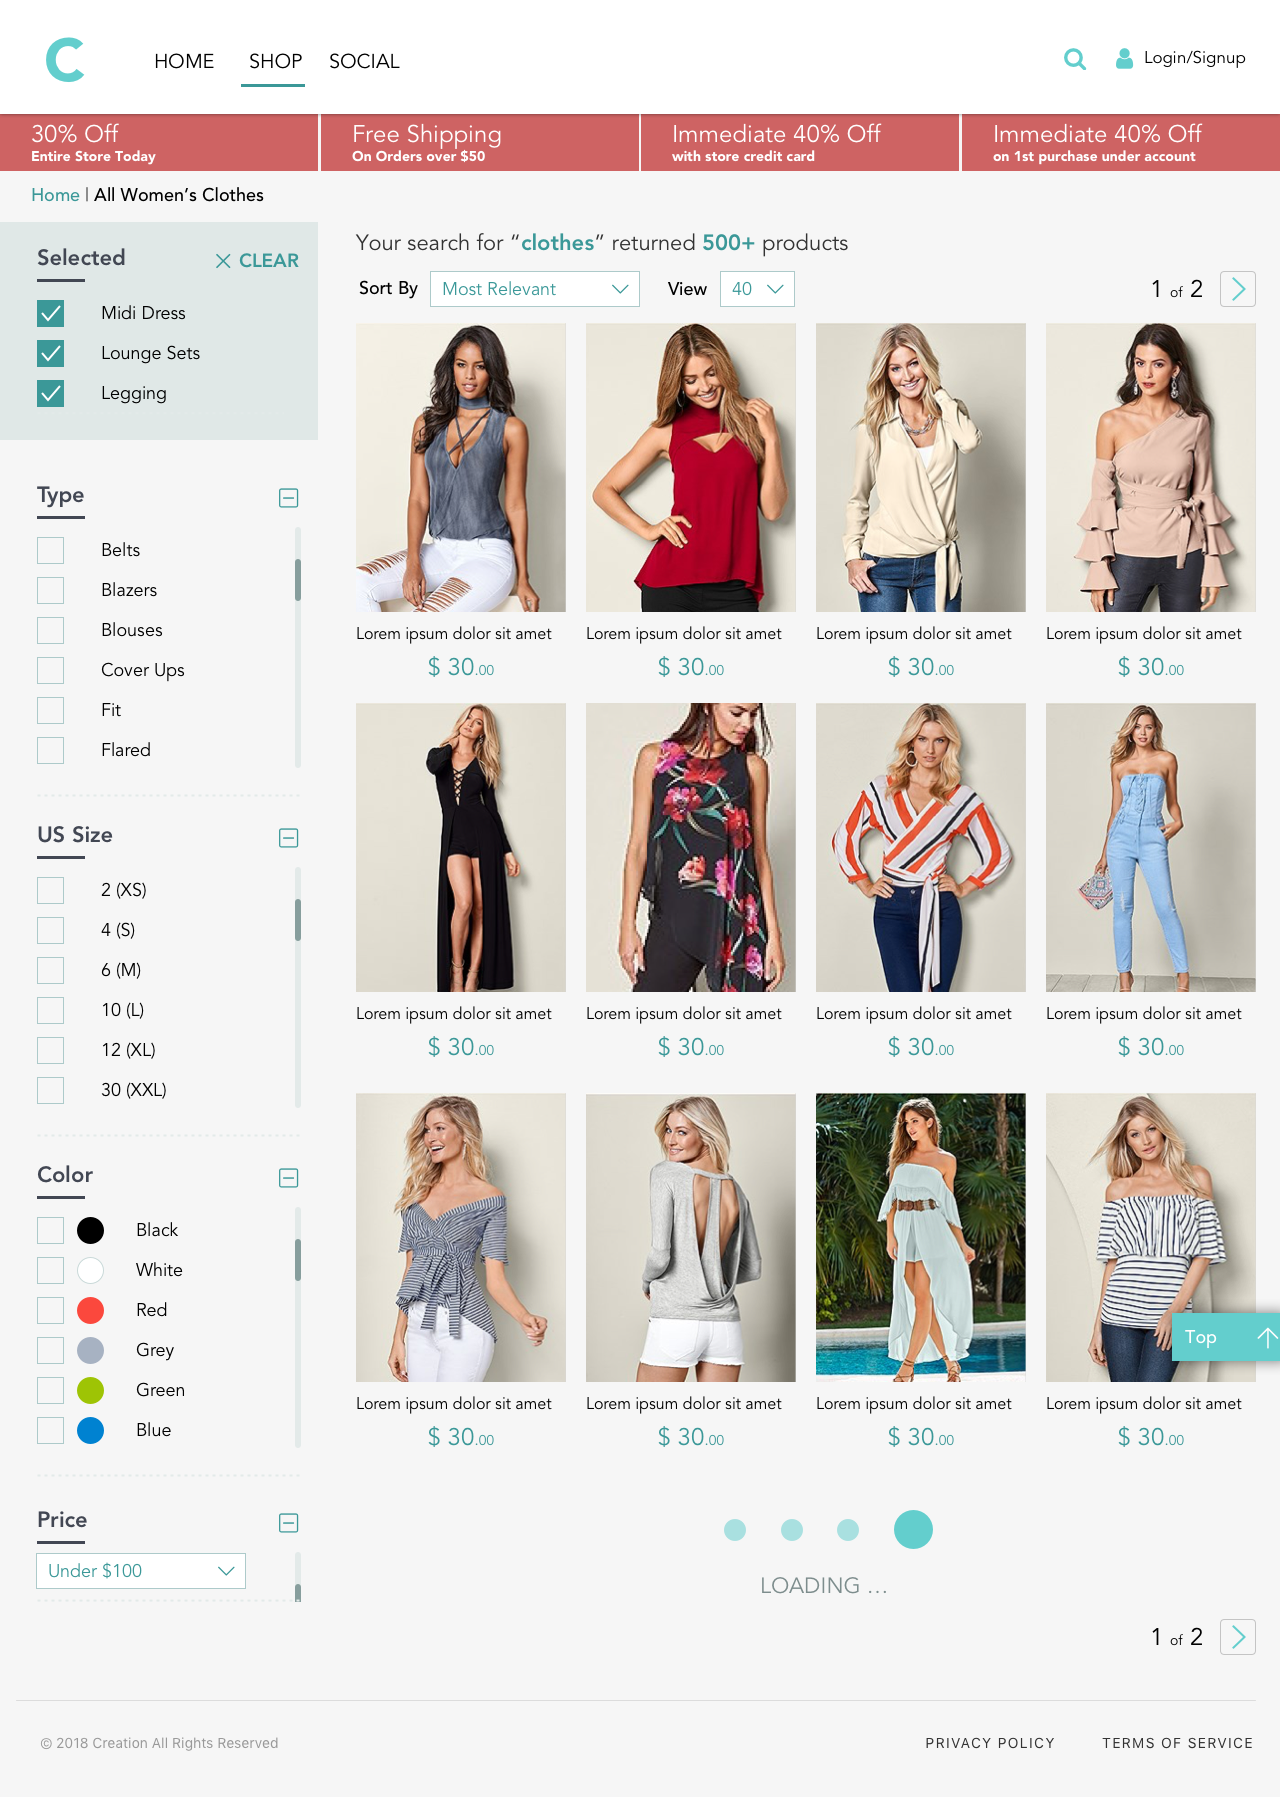 C
HOME SHOP SOCIAL
Login/Signup
30% Off
Entire Store Today
Free Shipping
On Orders over $50
Immediate 40% Off
with store credit card
Immediate 40% Off
on 1st purchase under account
Home | All Women’s Clothes
Selected
CLEAR
Midi Dress
Lounge Sets
Legging
Type
Belts
Blazers
Blouses
Cover Ups
Fit
Flared
US Size
2 (XS)
4 (S)
6 (M)
10 (L)
12 (XL)
30 (XXL)
Color
Black
White
Red
Grey
Green
Blue
Price
Under $100
Your search for “clothes” returned 500+ products
Sort By Most Relevant View 40
1 of 2
Lorem ipsum dolor sit amet
$ 30.00
Lorem ipsum dolor sit amet
$ 30.00
Lorem ipsum dolor sit amet
$ 30.00
Lorem ipsum dolor sit amet
$ 30.00
Lorem ipsum dolor sit amet
$ 30.00
Lorem ipsum dolor sit amet
$ 30.00
Lorem ipsum dolor sit amet
$ 30.00
Lorem ipsum dolor sit amet
$ 30.00
Lorem ipsum dolor sit amet
$ 30.00
Lorem ipsum dolor sit amet
$ 30.00
Lorem ipsum dolor sit amet
$ 30.00
Lorem ipsum dolor sit amet
$ 30.00
Top
LOADING ...
1 of 2
© 2018 Creation All Rights Reserved
PRIVACY POLICY TERMS OF SERVICE